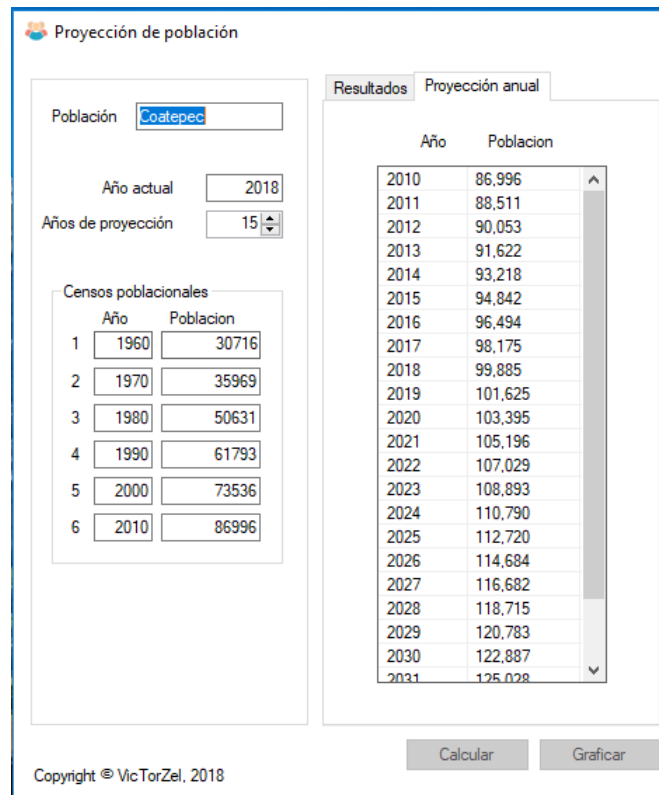 Proyección de población
Población Coatepec
Año actual 2018
Años de proyección 15
Censos poblacionales
Año Poblacion
1 1960 30716
2 1970 35969
3 1980 50631
4 1990 61793
5 2000 73536
6 2010 86996
Resultados Proyección anual
Año Poblacion
2010 86,996
2011 88,511
2012 90,053
2013 91,622
2014 93,218
2015 94,842
2016 96,494
2017 98,175
2018 99,885
2019 101,625
2020 103,395
2021 105,196
2022 107,029
2023 108,893
2024 110,790
2025 112,720
2026 114,684
2027 116,682
2028 118,715
2029 120,783
2030 122,887
2031 125,028
Calcular Graficar
Copyright © VicTorZel, 2018